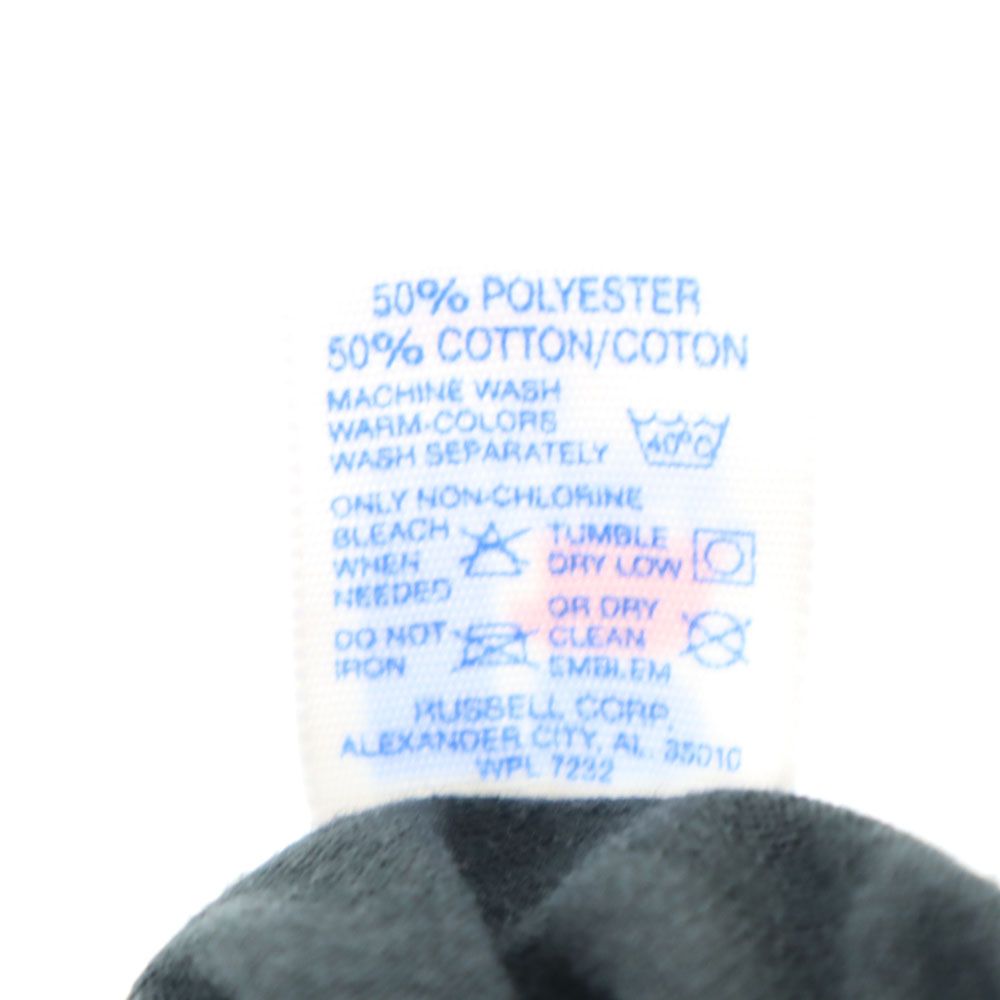 50% POLYESTER
50% COTTON/COTON
MACHINE WASH
WARM-COLORS
WASH SEPARATELY
40°C
ONLY NON-CHLORINE
BLEACH
WHEN
NEEDED
TUMBLE
DRY LOW
DO NOT
IRON
OR DRY
CLEAN
EMBLEM
RUSSELL CORP.
ALEXANDER CITY, AL. 35010
WPL 7232